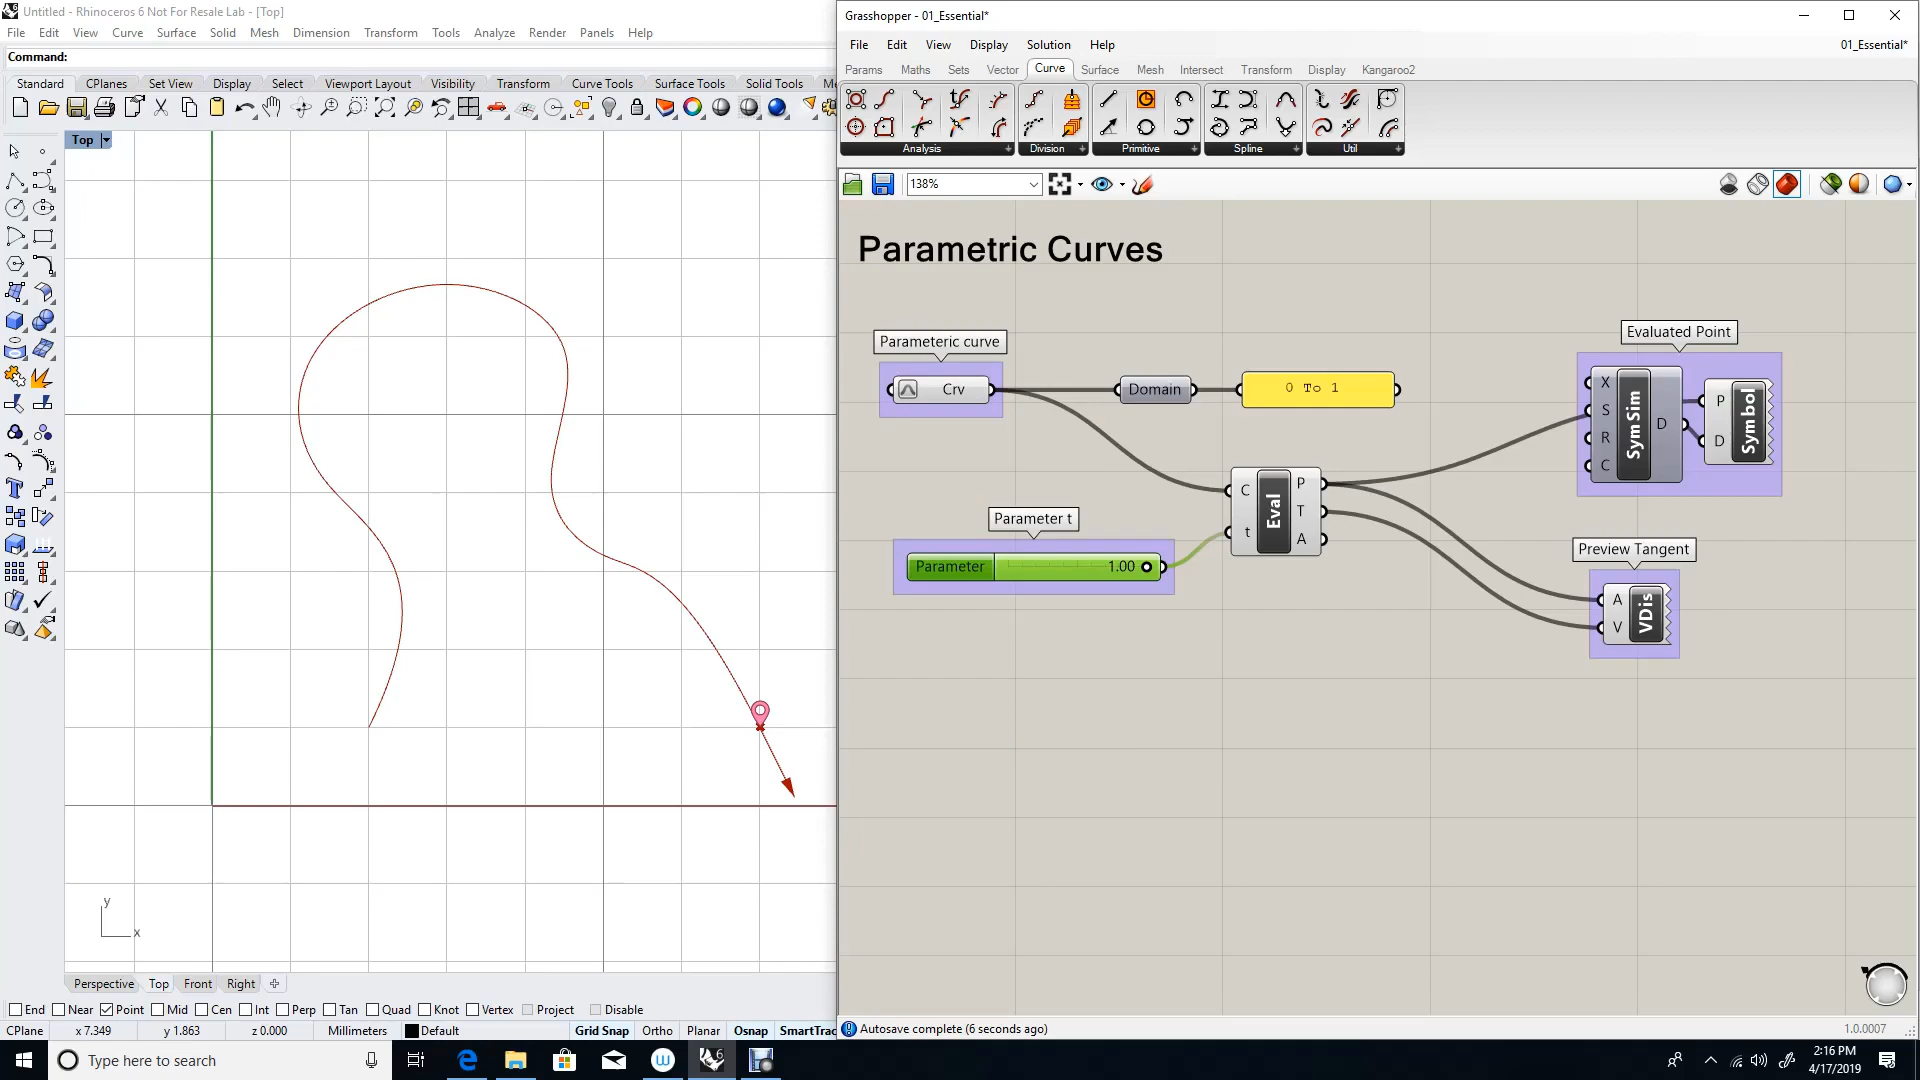 Untitled - Rhinoceros 6 Not For Resale Lab - [Top]
File Edit View Curve Surface Solid Mesh Dimension Transform Tools Analyze Render Panels Help
Command:
Standard CPlanes Set View Display Select Viewport Layout Visibility Transform Curve Tools Surface Tools Solid Tools Me
Top
y
x
Perspective Top Front Right
End Near Point Mid Cen Int Perp Tan Quad Knot Vertex Project Disable
CPlane x 7.349 y 1.863 z 0.000 Millimeters Default Grid Snap Ortho Planar Osnap SmartTrac
Grasshopper - 01_Essential*
File Edit View Display Solution Help 01_Essential*
Params Maths Sets Vector Curve Surface Mesh Intersect Transform Display Kangaroo2
Analysis Division Primitive Spline Util
138%
Parametric Curves
Parameteric curve
Crv
Domain
0 To 1
Evaluated Point
X
S
R
C
SymSim
D
P
D
Symbol
Parameter t
Parameter 1.00
C
t
Eval
P
T
A
Preview Tangent
A
V
VDis
Autosave complete (6 seconds ago) 1.0.0007
Type here to search
2:16 PM
4/17/2019